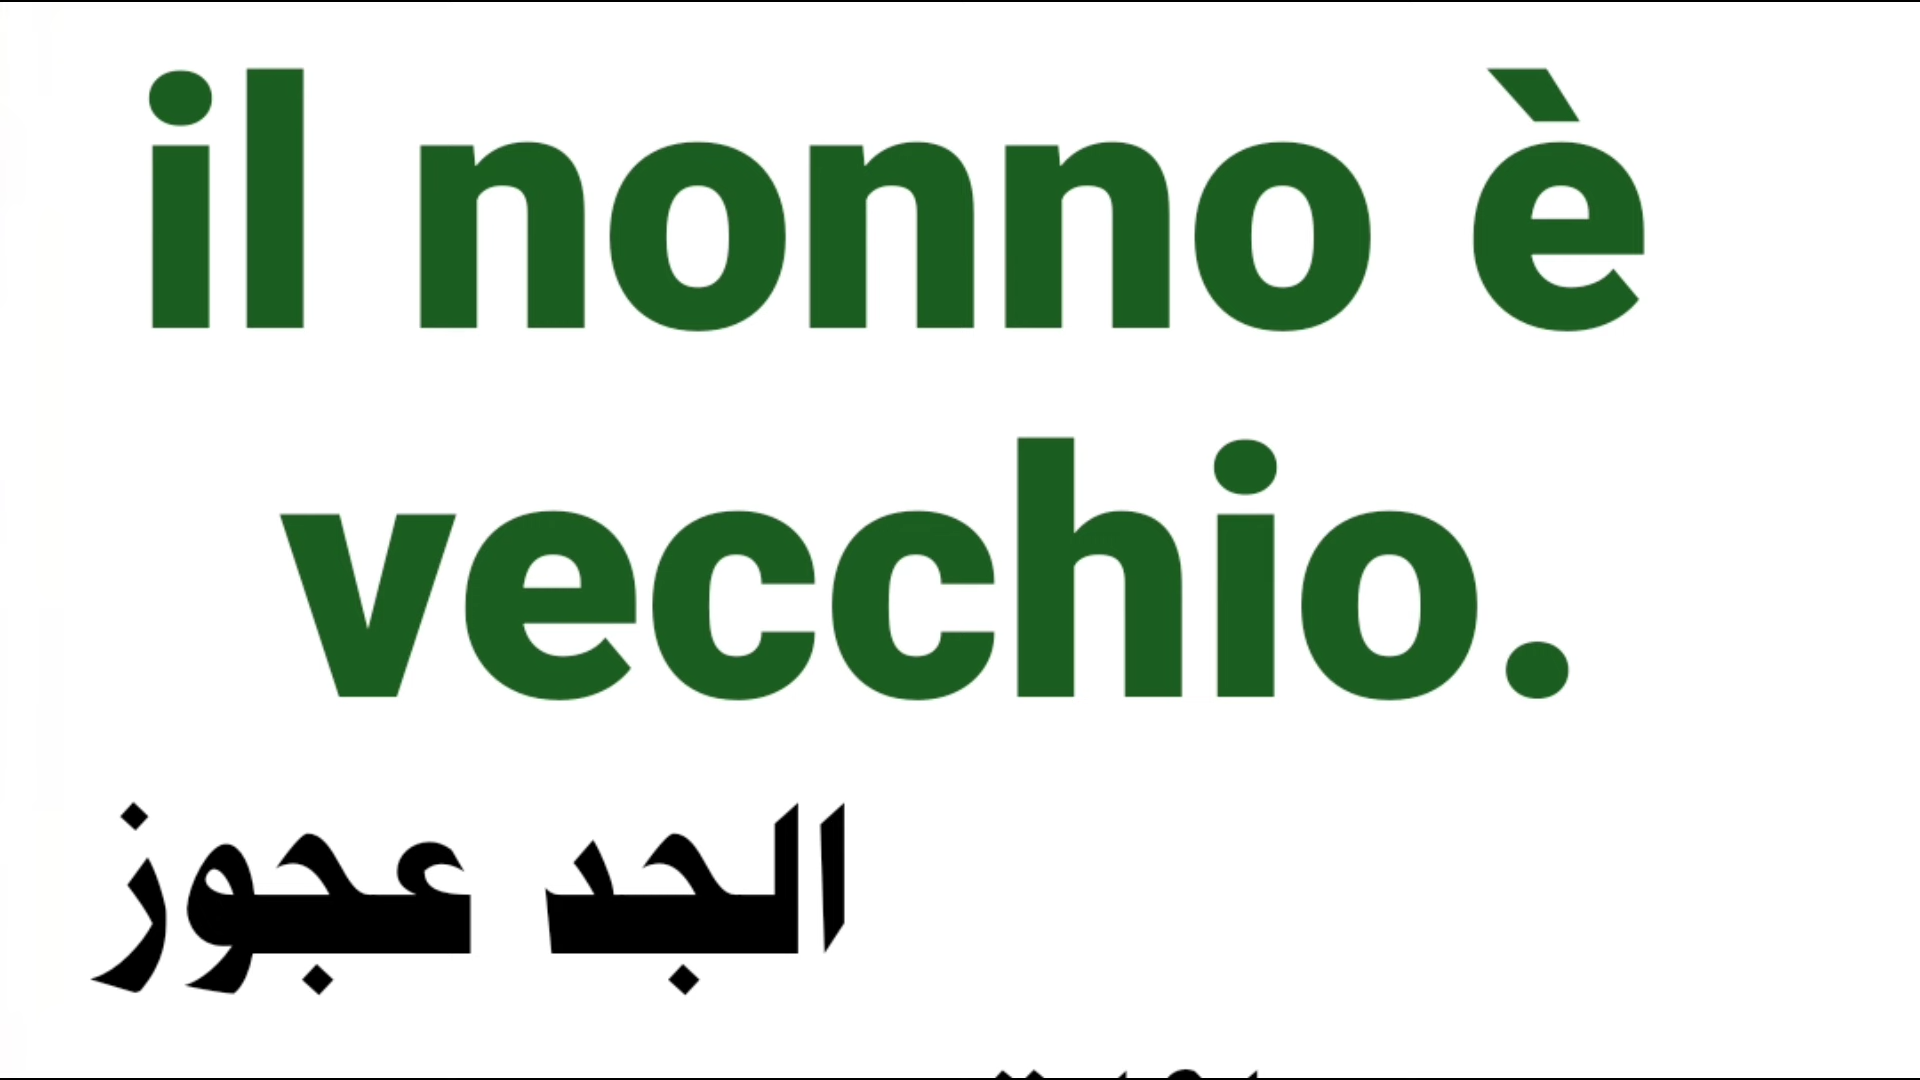 il nonno è
vecchio.
الجد عجوز